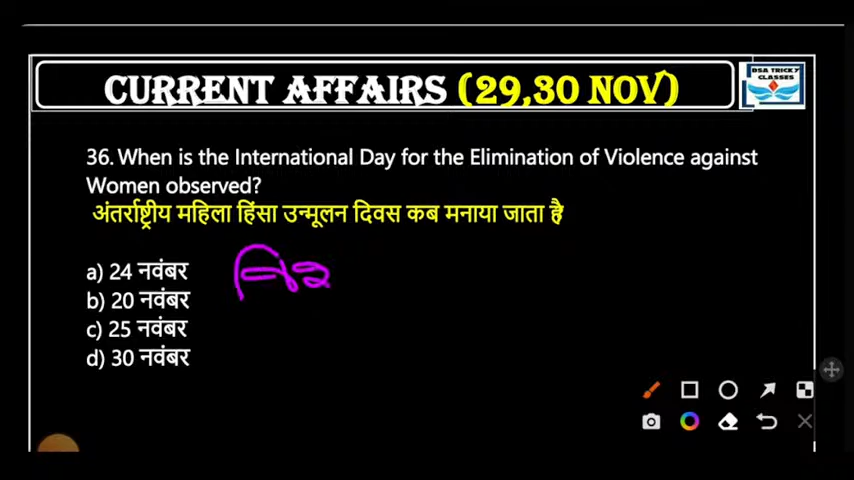 CURRENT AFFAIRS (29,30 NOV)
DSA TRICKY
CLASSES
36. When is the International Day for the Elimination of Violence against
Women observed?
अंतर्राष्ट्रीय महिला हिंसा उन्मूलन दिवस कब मनाया जाता है
a) 24 नवंबर
b) 20 नवंबर
c) 25 नवंबर
d) 30 नवंबर